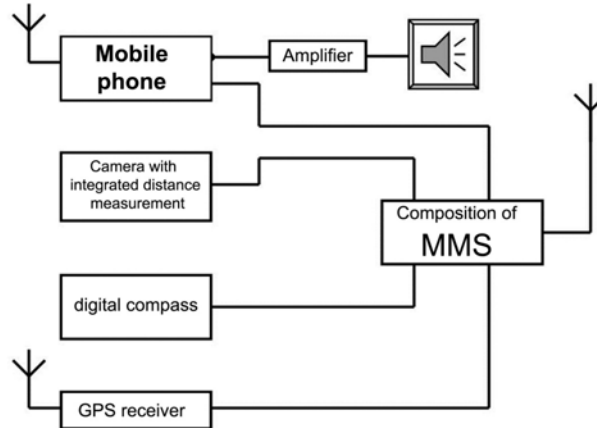 Mobile
phone
Amplifier
Camera with
integrated distance
measurement
Composition of
MMS
digital compass
GPS receiver